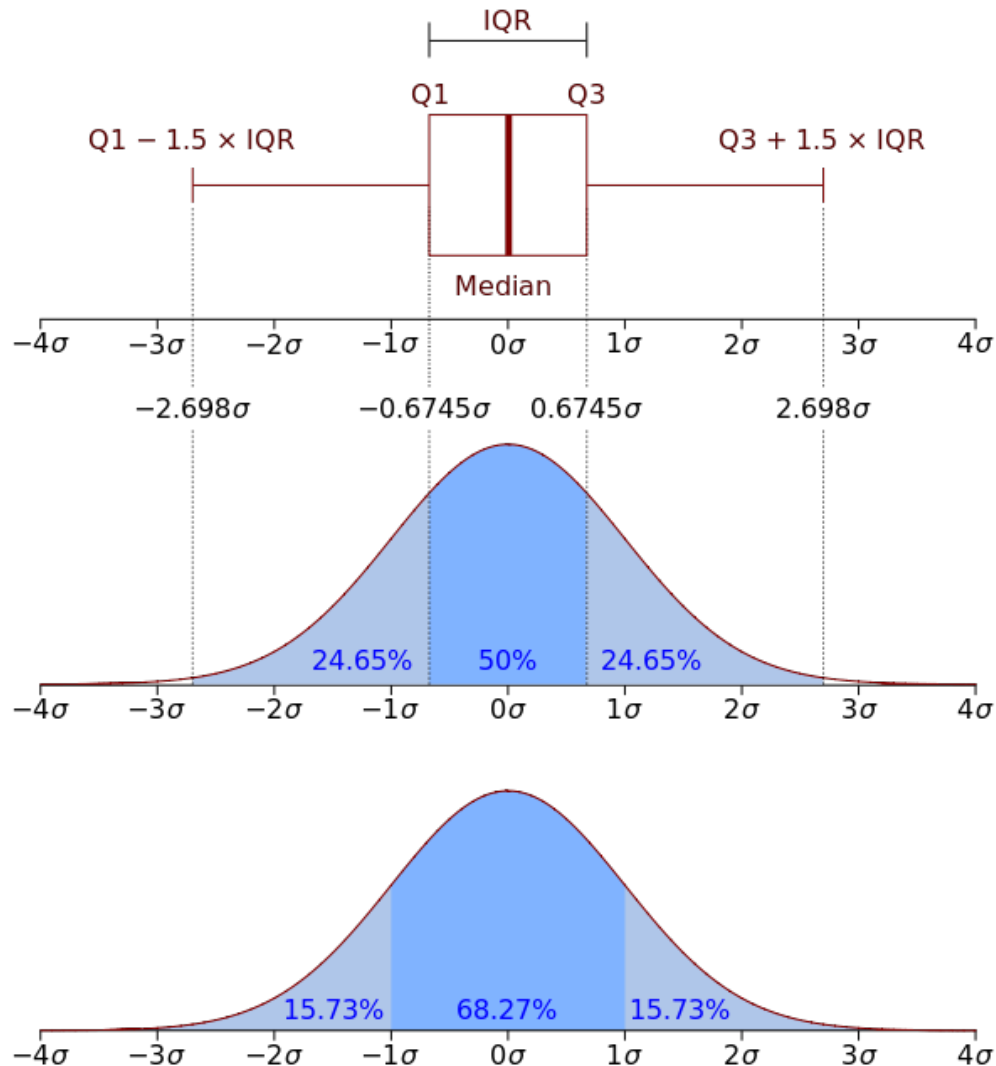 IQR
Q1 Q3
Q1 − 1.5 × IQR Q3 + 1.5 × IQR
Median
−4σ −3σ −2σ −1σ 0σ 1σ 2σ 3σ 4σ
−2.698σ −0.6745σ 0.6745σ 2.698σ
24.65% 50% 24.65%
−4σ −3σ −2σ −1σ 0σ 1σ 2σ 3σ 4σ
15.73% 68.27% 15.73%
−4σ −3σ −2σ −1σ 0σ 1σ 2σ 3σ 4σ